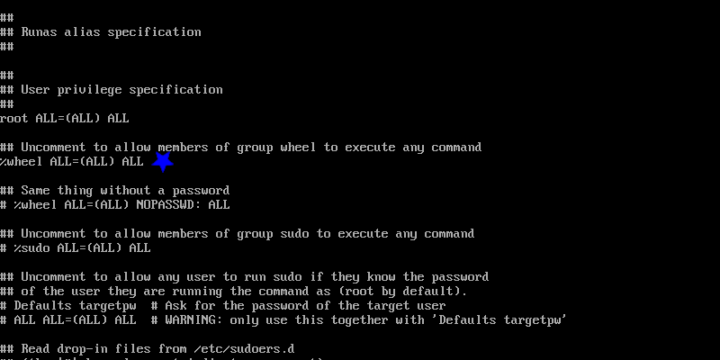 ##
## Runas alias specification
##
##
## User privilege specification
##
root ALL=(ALL) ALL
## Uncomment to allow members of group wheel to execute any command
%wheel ALL=(ALL) ALL
## Same thing without a password
# %wheel ALL=(ALL) NOPASSWD: ALL
## Uncomment to allow members of group sudo to execute any command
# %sudo ALL=(ALL) ALL
## Uncomment to allow any user to run sudo if they know the password
## of the user they are running the command as (root by default).
# Defaults targetpw  # Ask for the password of the target user
# ALL ALL=(ALL) ALL  # WARNING: only use this together with 'Defaults targetpw'
## Read drop-in files from /etc/sudoers.d